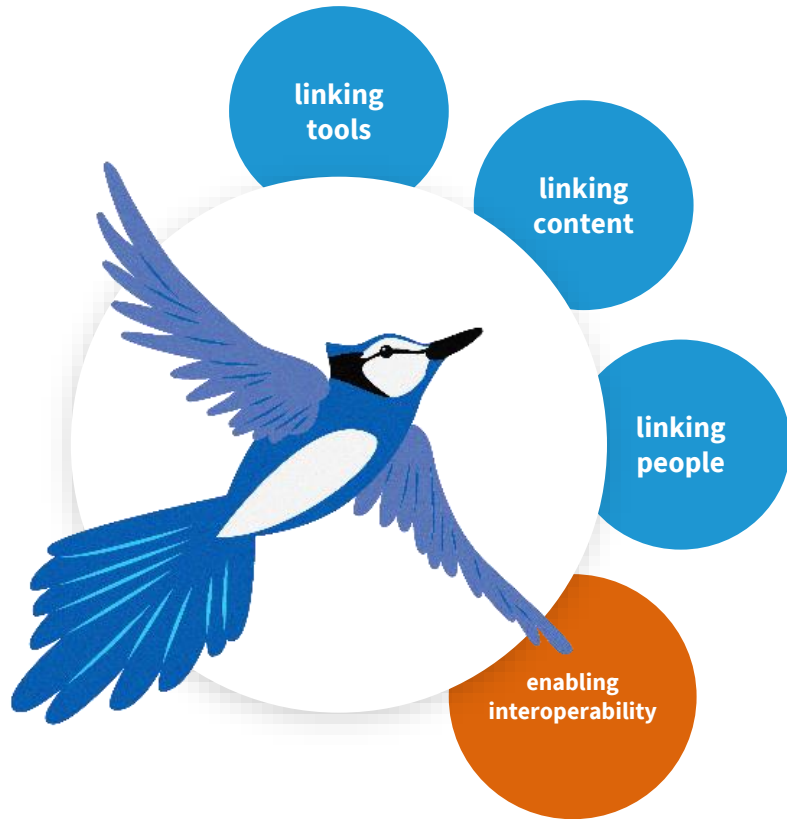 linking
tools
linking
content
linking
people
enabling
interoperability